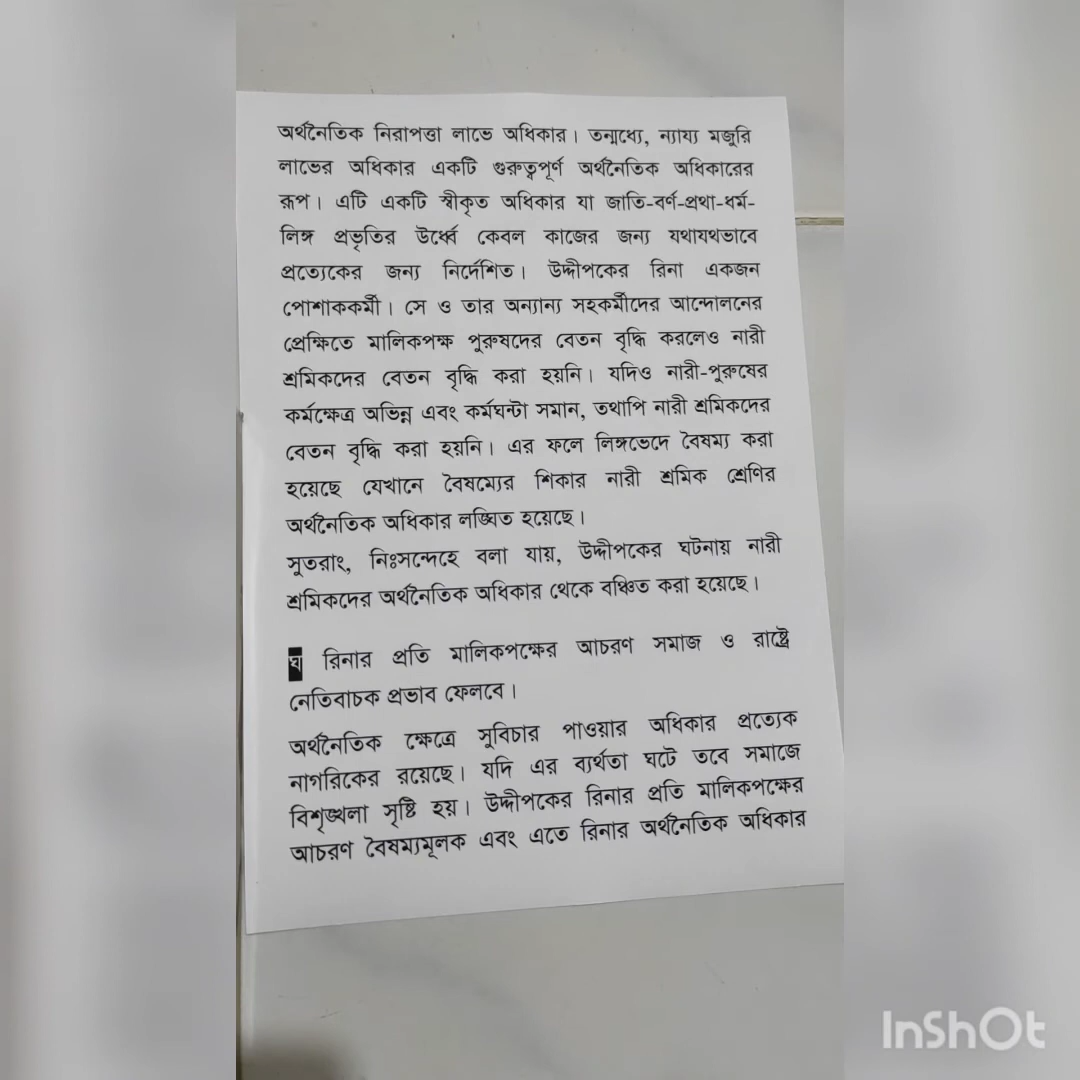 অর্থনৈতিক নিরাপত্তা লাভে অধিকার। তন্মধ্যে, ন্যায্য মজুরি
লাভের অধিকার একটি গুরুত্বপূর্ণ অর্থনৈতিক অধিকারের
রূপ। এটি একটি স্বীকৃত অধিকার যা জাতি-বর্ণ-প্রথা-ধর্ম-
লিঙ্গ প্রভৃতির উর্ধ্বে কেবল কাজের জন্য যথাযথভাবে
প্রত্যেকের জন্য নির্দেশিত। উদ্দীপকের রিনা একজন
পোশাককর্মী। সে ও তার অন্যান্য সহকর্মীদের আন্দোলনের
প্রেক্ষিতে মালিকপক্ষ পুরুষদের বেতন বৃদ্ধি করলেও নারী
শ্রমিকদের বেতন বৃদ্ধি করা হয়নি। যদিও নারী-পুরুষের
কর্মক্ষেত্র অভিন্ন এবং কর্মঘন্টা সমান, তথাপি নারী শ্রমিকদের
বেতন বৃদ্ধি করা হয়নি। এর ফলে লিঙ্গভেদে বৈষম্য করা
হয়েছে যেখানে বৈষম্যের শিকার নারী শ্রমিক শ্রেণির
অর্থনৈতিক অধিকার লঙ্ঘিত হয়েছে।
সুতরাং, নিঃসন্দেহে বলা যায়, উদ্দীপকের ঘটনায় নারী
শ্রমিকদের অর্থনৈতিক অধিকার থেকে বঞ্চিত করা হয়েছে।
ঘ রিনার প্রতি মালিকপক্ষের আচরণ সমাজ ও রাষ্ট্রে
নেতিবাচক প্রভাব ফেলবে।
অর্থনৈতিক ক্ষেত্রে সুবিচার পাওয়ার অধিকার প্রত্যেক
নাগরিকের রয়েছে। যদি এর ব্যর্থতা ঘটে তবে সমাজে
বিশৃঙ্খলা সৃষ্টি হয়। উদ্দীপকের রিনার প্রতি মালিকপক্ষের
আচরণ বৈষম্যমূলক এবং এতে রিনার অর্থনৈতিক অধিকার
InShOt